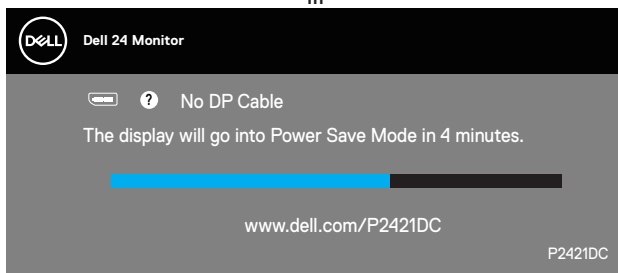 DELL
Dell 24 Monitor
? No DP Cable
The display will go into Power Save Mode in 4 minutes.
www.dell.com/P2421DC
P2421DC